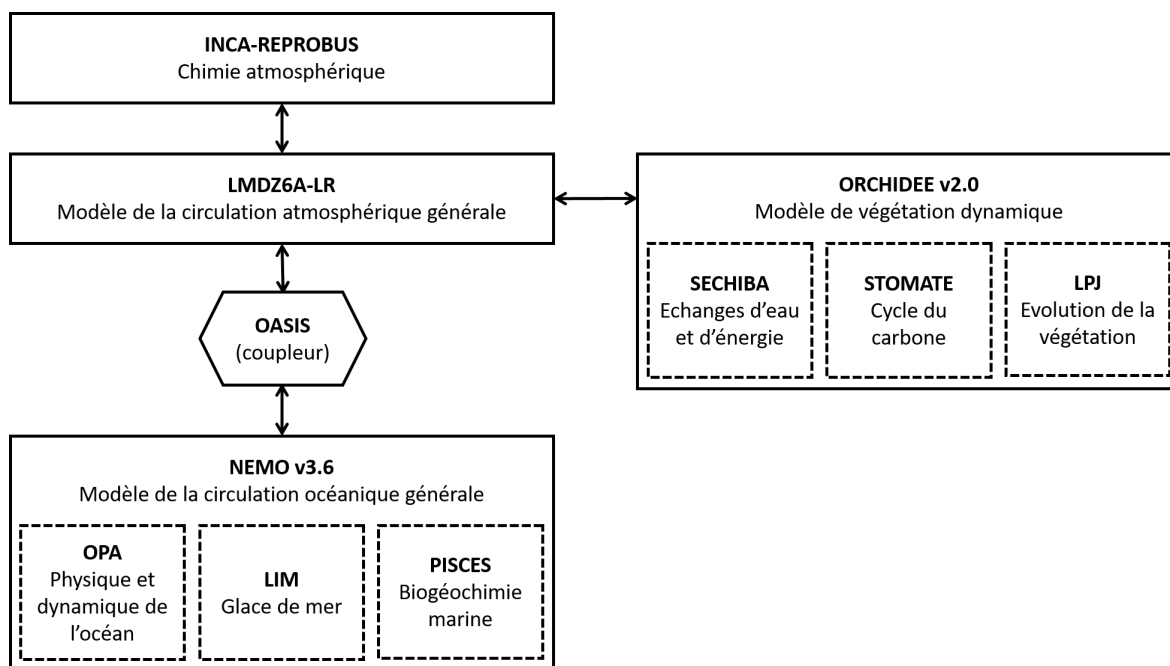 INCA-REPROBUS
Chimie atmosphérique
LMDZ6A-LR
Modèle de la circulation atmosphérique générale
ORCHIDEE v2.0
Modèle de végétation dynamique
SECHIBA
Echanges d’eau
et d’énergie
STOMATE
Cycle du
carbone
LPJ
Evolution de la
végétation
OASIS
(coupleur)
NEMO v3.6
Modèle de la circulation océanique générale
OPA
Physique et
dynamique de
l’océan
LIM
Glace de mer
PISCES
Biogéochimie
marine